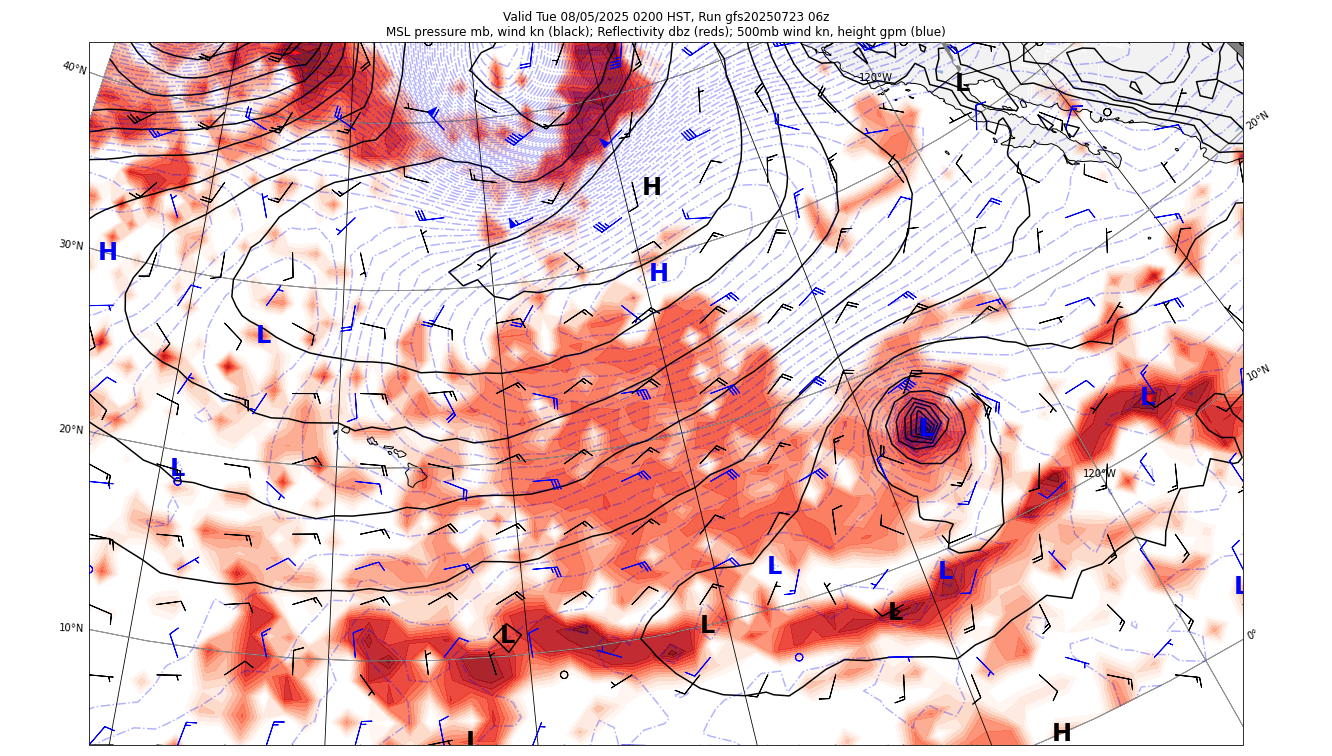 Valid Tue 08/05/2025 0200 HST, Run gfs20250723 06z
MSL pressure mb, wind kn (black); Reflectivity dbz (reds); 500mb wind kn, height gpm (blue)
40°N
120°W
L
20°N
H
30°N
H
H
L
10°N
L
L
20°N
L
120°W
L
L
L
L
10°N
L
L
0°
H
L